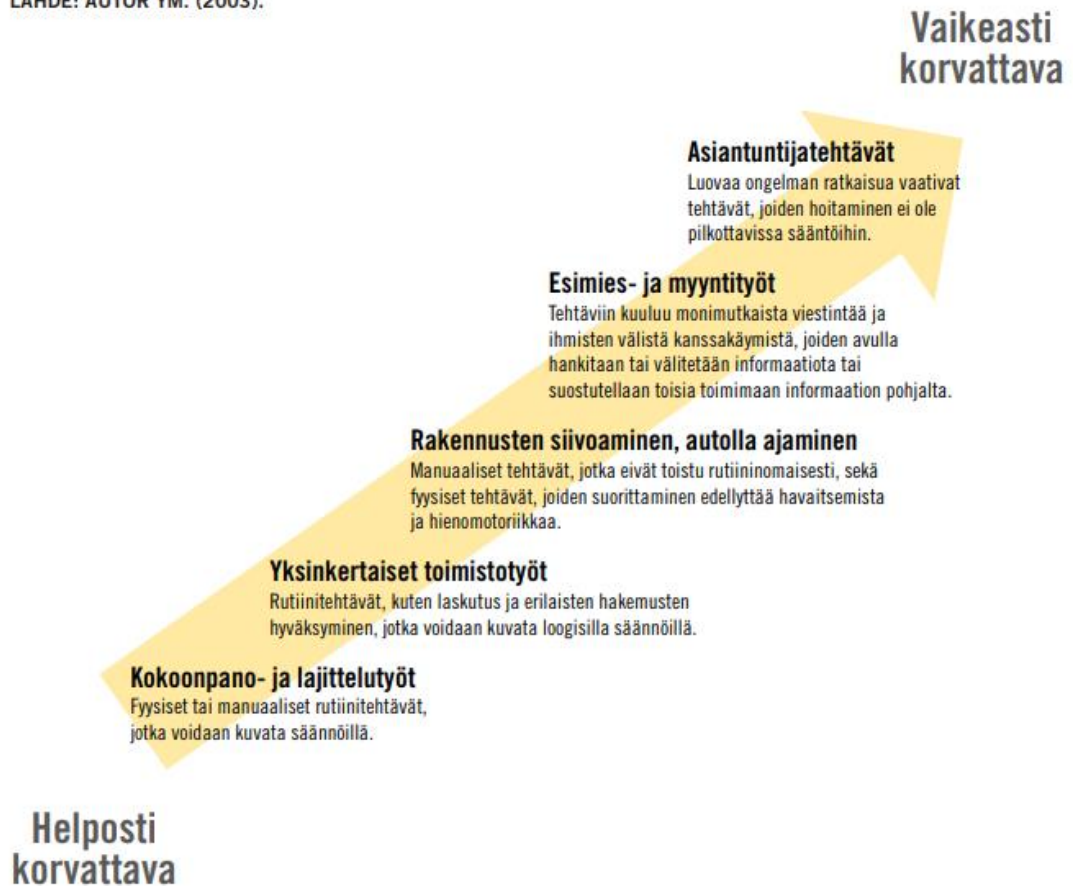 LÄHDE: AUTOR YM. (2003).
Vaikeasti
korvattava
Asiantuntijatehtävät
Luovaa ongelman ratkaisua vaativat
tehtävät, joiden hoitaminen ei ole
pilkottavissa sääntöihin.
Esimies- ja myyntityöt
Tehtäviin kuuluu monimutkaista viestintää ja
ihmisten välistä kanssakäymistä, joiden avulla
hankitaan tai välitetään informaatiota tai
suostutellaan toisia toimimaan informaation pohjalta.
Rakennusten siivoaminen, autolla ajaminen
Manuaaliset tehtävät, jotka eivät toistu rutiininomaisesti, sekä
fyysiset tehtävät, joiden suorittaminen edellyttää havaitsemista
ja hienomotoriikkaa.
Yksinkertaiset toimistotyöt
Rutiinitehtävät, kuten laskutus ja erilaisten hakemusten
hyväksyminen, jotka voidaan kuvata loogisilla säännöillä.
Kokoonpano- ja lajittelutyöt
Fyysiset tai manuaaliset rutiinitehtävät,
jotka voidaan kuvata säännöillä.
Helposti
korvattava